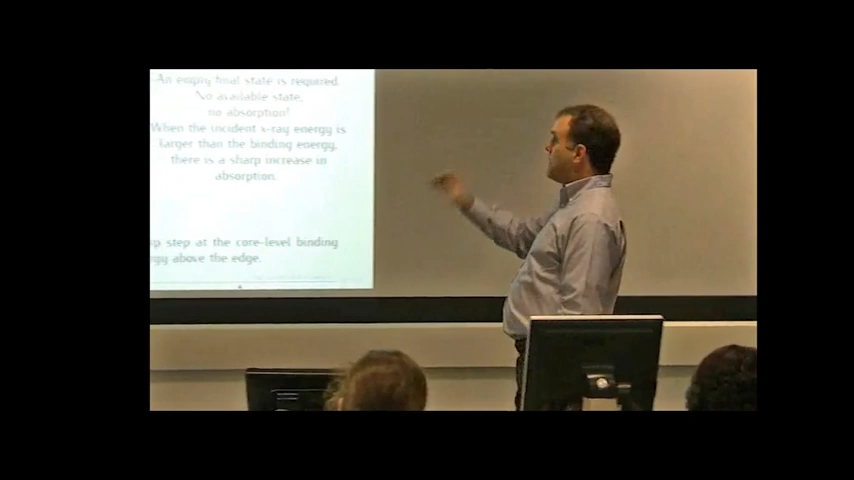 An empty final state is required.
No available state,
no absorption!
When the incident x-ray energy is
larger than the binding energy,
there is a sharp increase in
absorption.
step at the core-level binding
above the edge.